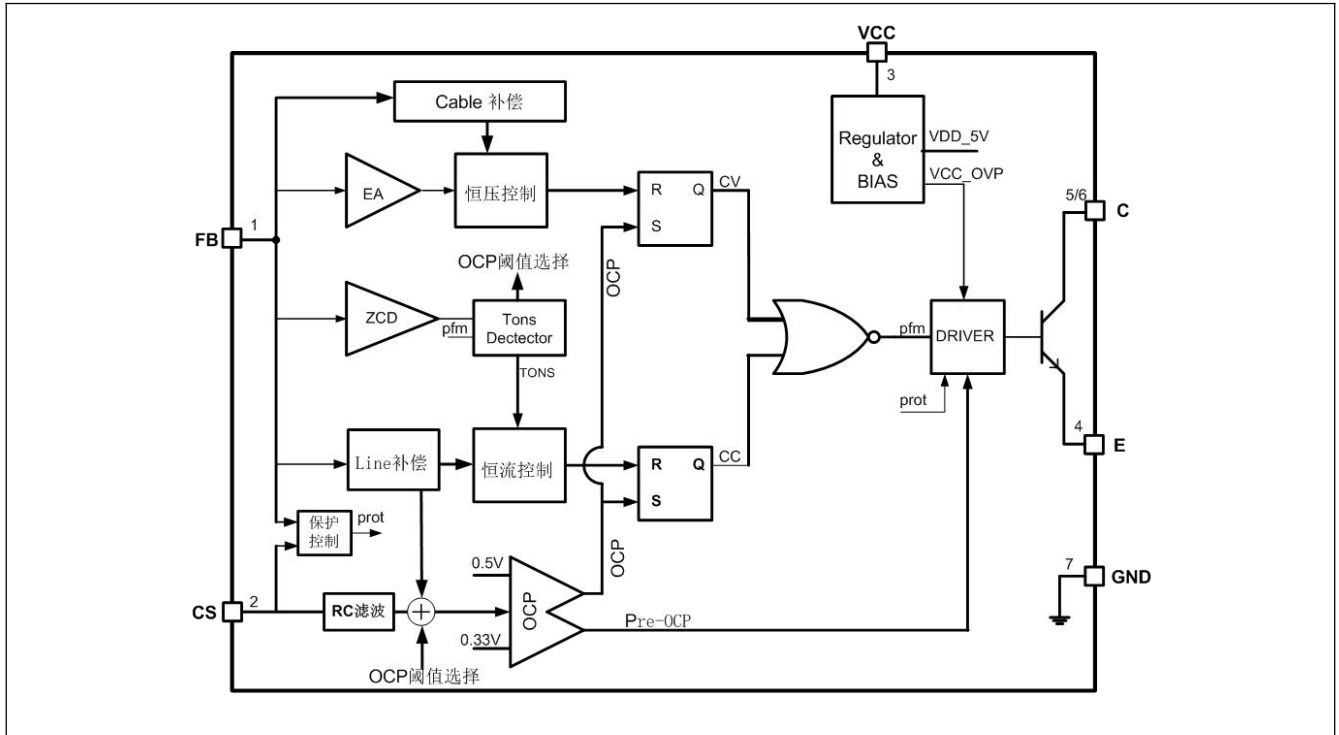 VCC
3
Cable 补偿
Regulator
&
BIAS
VDD_5V
VCC_OVP
EA
恒压控制
R
Q
CV
S
5/6
C
FB
1
OCP阈值选择
OCP
ZCD
pfm
Tons
Dectector
TONS
pfm
DRIVER
prot
4
E
Line补偿
恒流控制
R
Q
CC
S
保护
控制
prot
OCP
0.5V
7
GND
CS
2
RC滤波
OCP
Pre-OCP
0.33V
OCP阈值选择